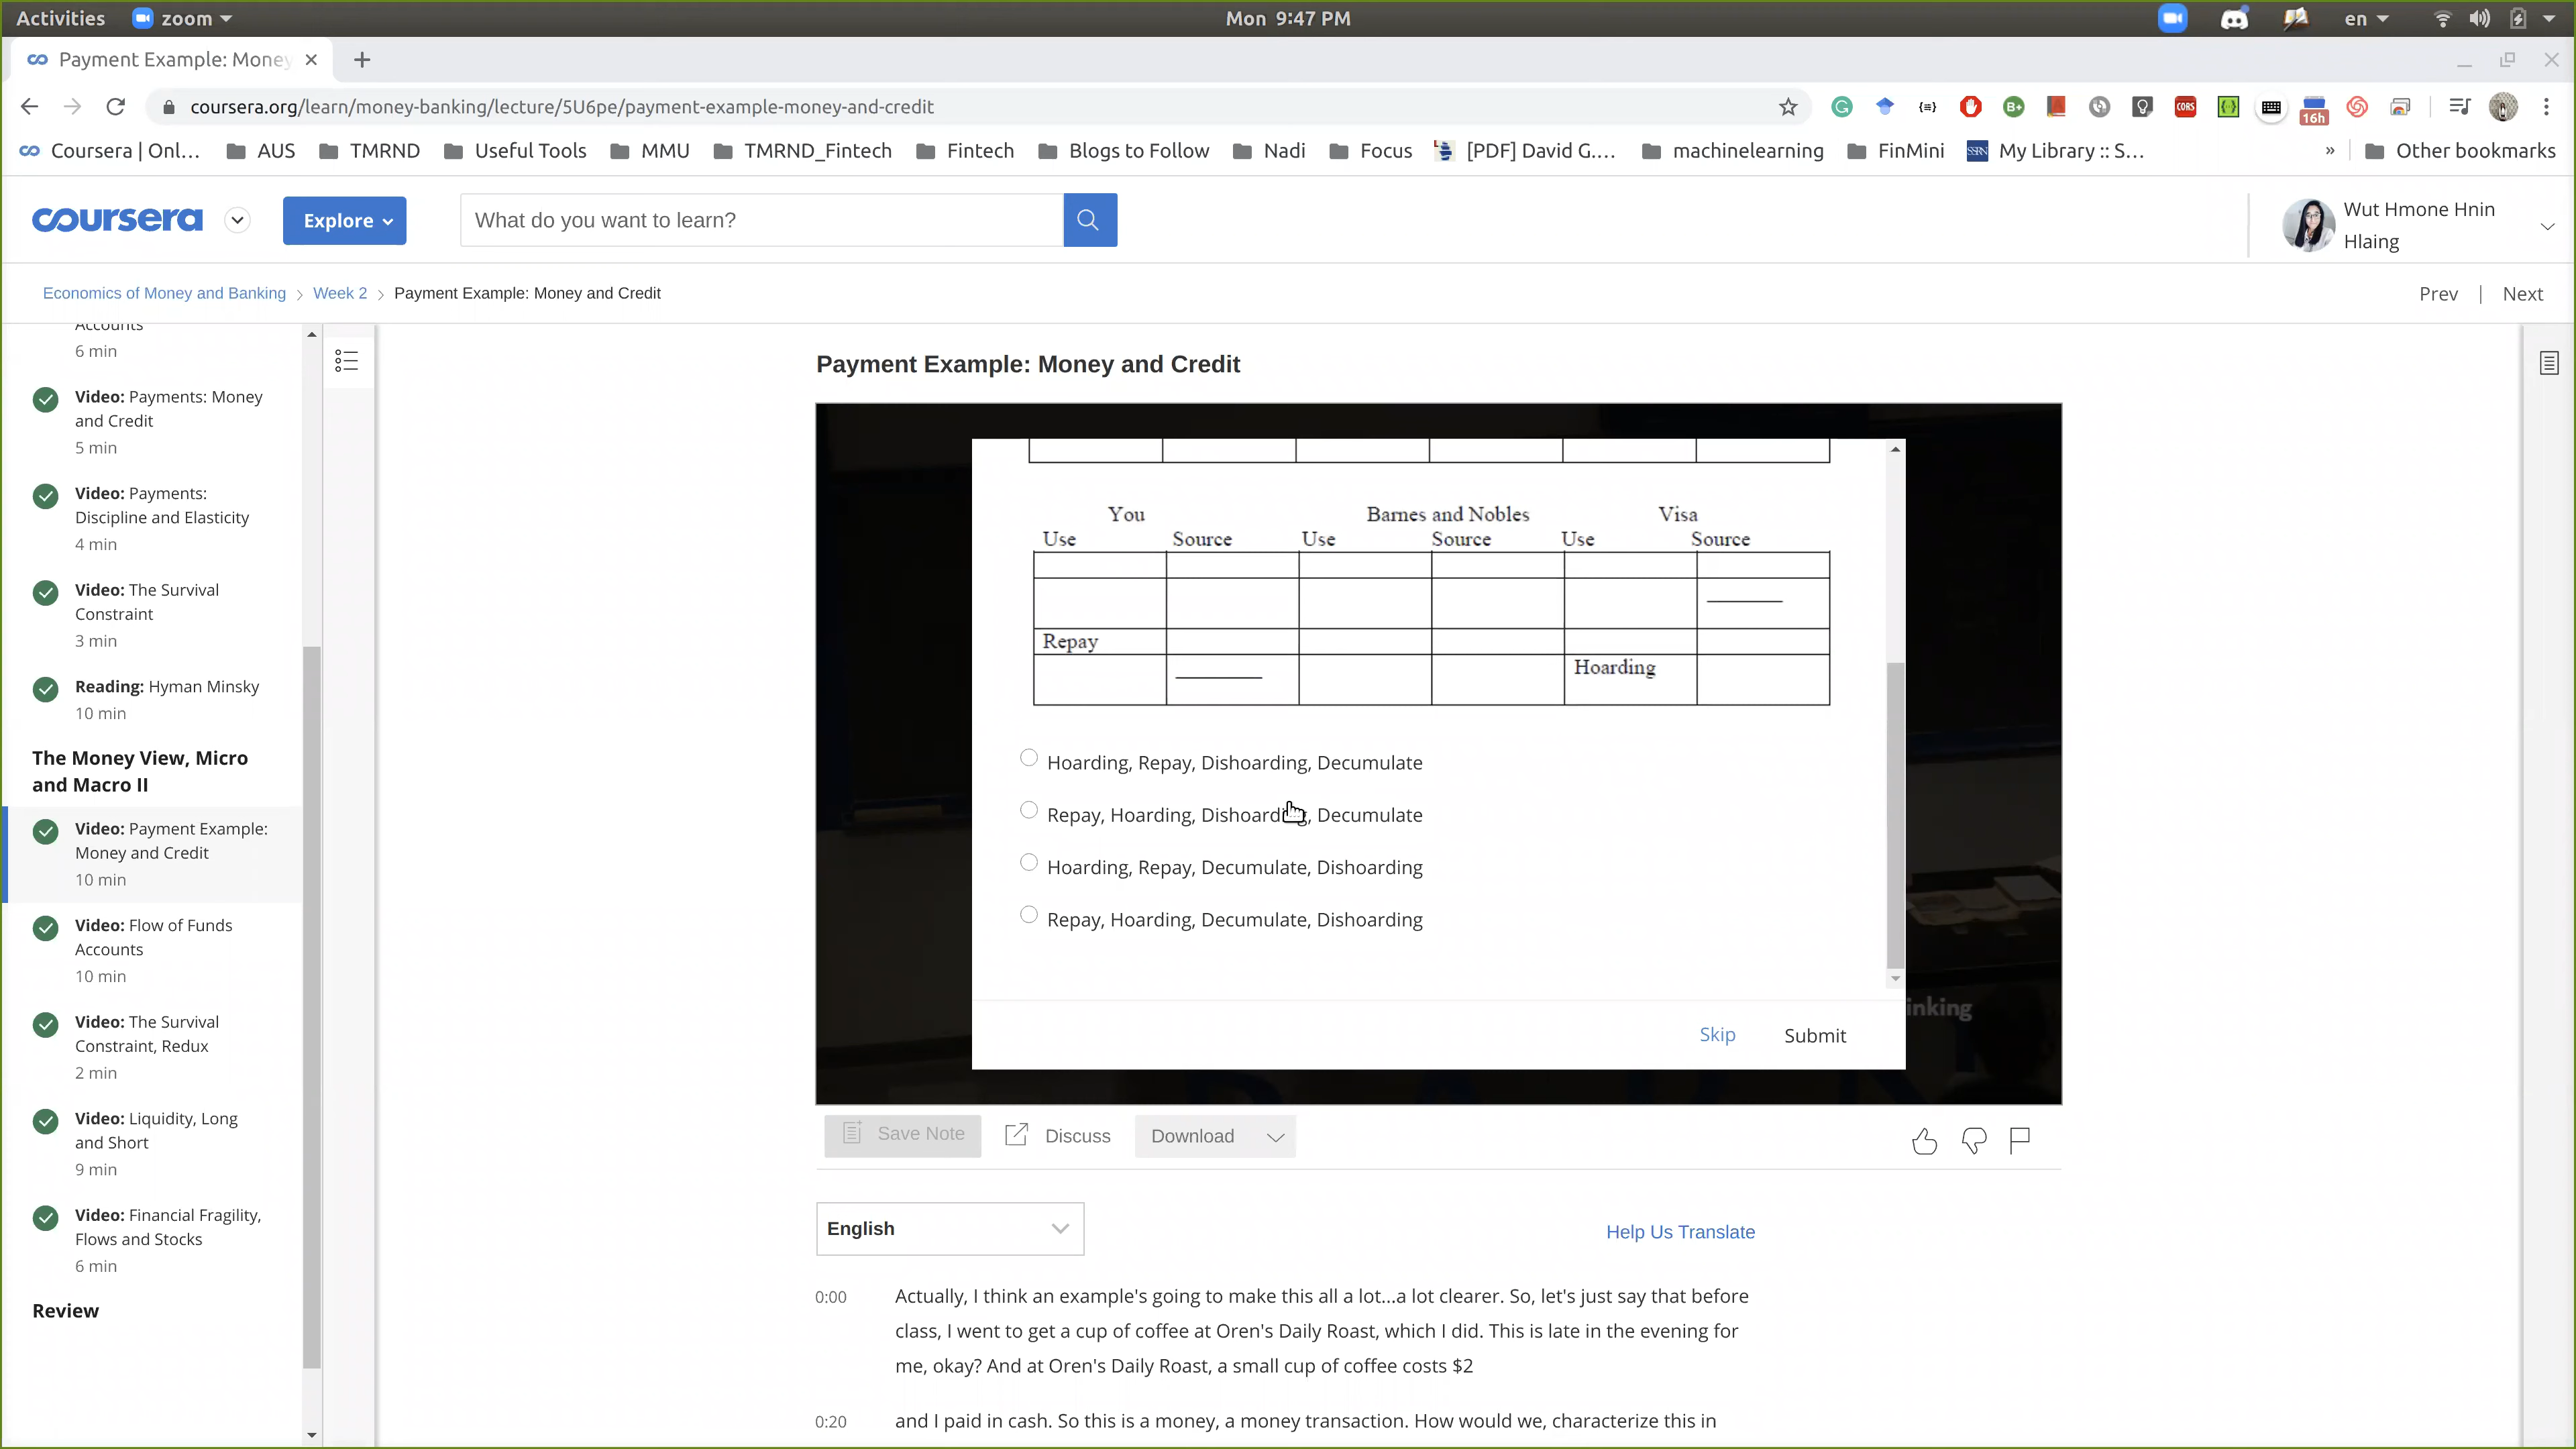 Activities zoom Mon 9:47 PM en
Payment Example: Money
coursera.org/learn/money-banking/lecture/5U6pe/payment-example-money-and-credit
CORS
16h
Coursera | Onl... AUS TMRND Useful Tools MMU TMRND_Fintech Fintech Blogs to Follow Nadi Focus [PDF] David G.... machinelearning FinMini SSRN My Library :: S... » Other bookmarks
coursera Explore What do you want to learn?
Wut Hmone Hnin
Hlaing
Economics of Money and Banking > Week 2 > Payment Example: Money and Credit
Prev | Next
Accounts
6 min
Video: Payments: Money
and Credit
5 min
Video: Payments:
Discipline and Elasticity
4 min
Video: The Survival
Constraint
3 min
Reading: Hyman Minsky
10 min
The Money View, Micro
and Macro II
Video: Payment Example:
Money and Credit
10 min
Video: Flow of Funds
Accounts
10 min
Video: The Survival
Constraint, Redux
2 min
Video: Liquidity, Long
and Short
9 min
Video: Financial Fragility,
Flows and Stocks
6 min
Review
Payment Example: Money and Credit
You Barnes and Nobles Visa
Use Source Use Source Use Source
Repay
Hoarding
Hoarding, Repay, Dishoarding, Decumulate
Repay, Hoarding, Dishoarding, Decumulate
Hoarding, Repay, Decumulate, Dishoarding
Repay, Hoarding, Decumulate, Dishoarding
inking
Skip Submit
Save Note Discuss Download
English
Help Us Translate
0:00 Actually, I think an example's going to make this all a lot...a lot clearer. So, let's just say that before
class, I went to get a cup of coffee at Oren's Daily Roast, which I did. This is late in the evening for
me, okay? And at Oren's Daily Roast, a small cup of coffee costs $2
0:20 and I paid in cash. So this is a money, a money transaction. How would we, characterize this in